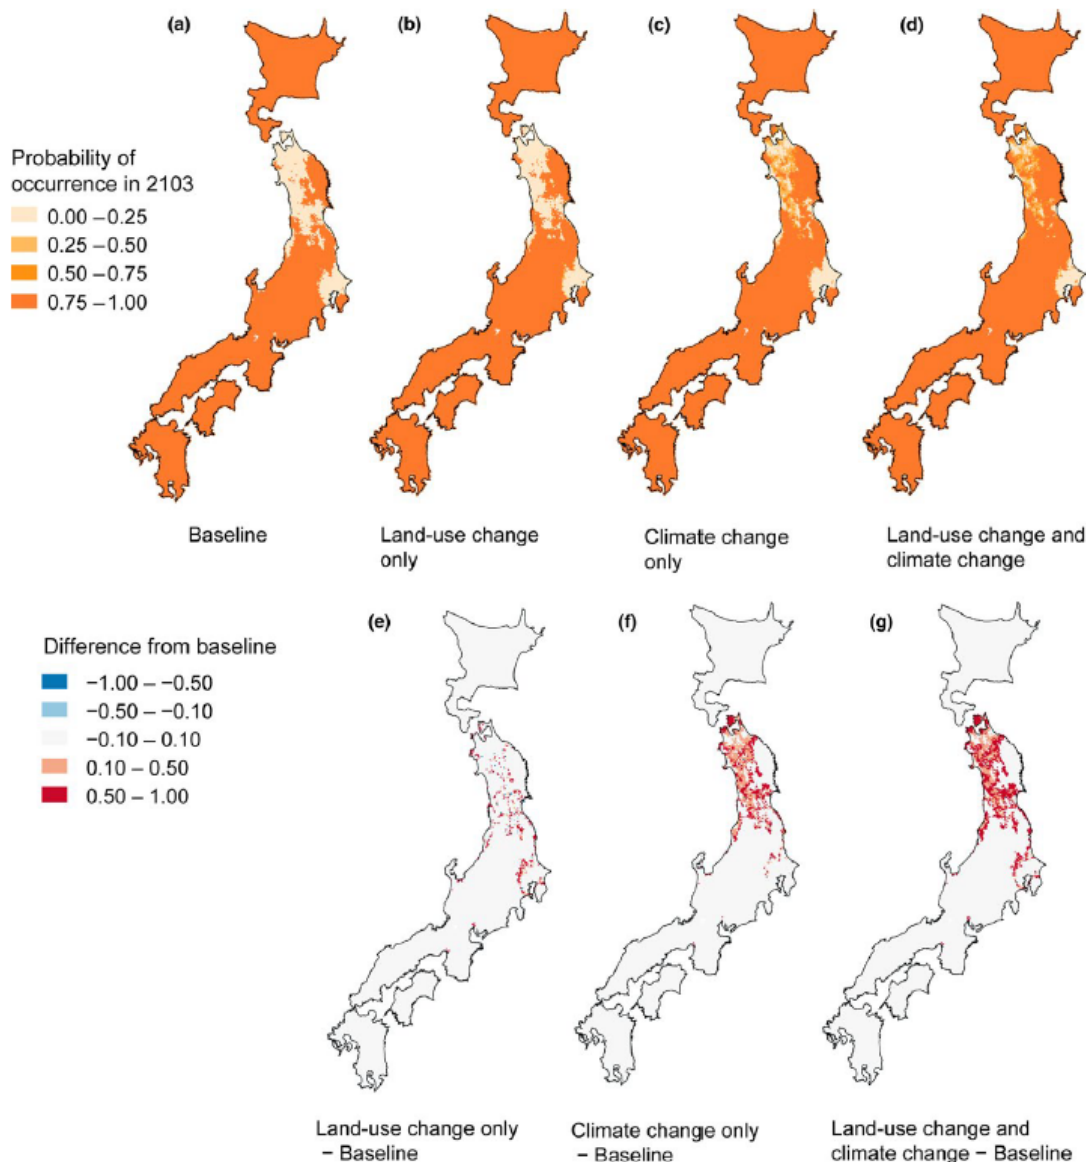 (a)
(b)
(c)
(d)
Probability of
occurrence in 2103
0.00 – 0.25
0.25 – 0.50
0.50 – 0.75
0.75 – 1.00
Baseline
Land-use change
only
Climate change
only
Land-use change and
climate change
(e)
(f)
(g)
Difference from baseline
−1.00 – −0.50
−0.50 – −0.10
−0.10 – 0.10
0.10 – 0.50
0.50 – 1.00
Land-use change only
− Baseline
Climate change only
− Baseline
Land-use change and
climate change − Baseline